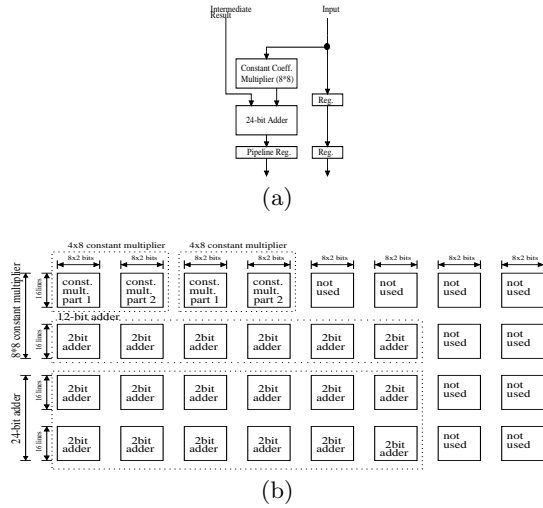 Intermediate
Result
Input
Constant Coeff.
Multiplier (8*8)
Reg.
24-bit Adder
Pipeline Reg.
Reg.
(a)
4x8 constant multiplier
4x8 constant multiplier
8x2 bits
8x2 bits
8x2 bits
8x2 bits
8x2 bits
8x2 bits
8x2 bits
8x2 bits
8*8 constant multiplier
16 lines
const.
mult.
part 1
const.
mult.
part 2
const.
mult.
part 1
const.
mult.
part 2
not
used
not
used
not
used
not
used
12-bit adder
16 lines
2bit
adder
2bit
adder
2bit
adder
2bit
adder
2bit
adder
2bit
adder
not
used
not
used
24-bit adder
16 lines
2bit
adder
2bit
adder
2bit
adder
2bit
adder
2bit
adder
2bit
adder
not
used
not
used
16 lines
2bit
adder
2bit
adder
2bit
adder
2bit
adder
2bit
adder
2bit
adder
not
used
not
used
(b)